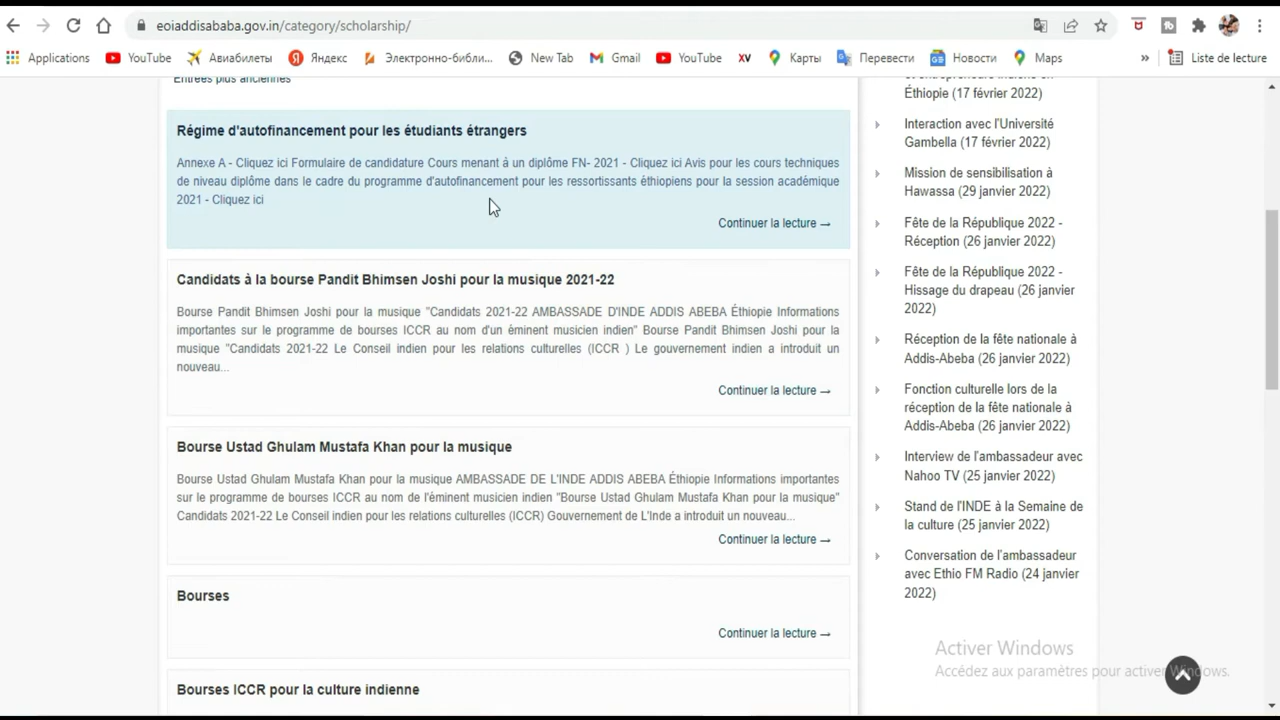 eoiaddisababa.gov.in/category/scholarship/
Applications
YouTube
Авиабилеты
Яндекс
Электронно-библи...
New Tab
Gmail
YouTube
XV
Карты
Перевести
Новости
Maps
»
Liste de lecture
Entrées plus anciennes
Régime d'autofinancement pour les étudiants étrangers
Annexe A - Cliquez ici Formulaire de candidature Cours menant à un diplôme FN- 2021 - Cliquez ici Avis pour les cours techniques
de niveau diplôme dans le cadre du programme d'autofinancement pour les ressortissants éthiopiens pour la session académique
2021 - Cliquez ici
Continuer la lecture →
Candidats à la bourse Pandit Bhimsen Joshi pour la musique 2021-22
Bourse Pandit Bhimsen Joshi pour la musique "Candidats 2021-22 AMBASSADE D'INDE ADDIS ABEBA Éthiopie Informations
importantes sur le programme de bourses ICCR au nom d'un éminent musicien indien" Bourse Pandit Bhimsen Joshi pour la
musique "Candidats 2021-22 Le Conseil indien pour les relations culturelles (ICCR ) Le gouvernement indien a introduit un
nouveau...
Continuer la lecture →
Bourse Ustad Ghulam Mustafa Khan pour la musique
Bourse Ustad Ghulam Mustafa Khan pour la musique AMBASSADE DE L'INDE ADDIS ABEBA Éthiopie Informations importantes
sur le programme de bourses ICCR au nom de l'éminent musicien indien "Bourse Ustad Ghulam Mustafa Khan pour la musique"
Candidats 2021-22 Le Conseil indien pour les relations culturelles (ICCR) Gouvernement de L'Inde a introduit un nouveau...
Continuer la lecture →
Bourses
Continuer la lecture →
Bourses ICCR pour la culture indienne
et entrepreneurs indiens en
Éthiopie (17 février 2022)
Interaction avec l'Université
Gambella (17 février 2022)
Mission de sensibilisation à
Hawassa (29 janvier 2022)
Fête de la République 2022 -
Réception (26 janvier 2022)
Fête de la République 2022 -
Hissage du drapeau (26 janvier
2022)
Réception de la fête nationale à
Addis-Abeba (26 janvier 2022)
Fonction culturelle lors de la
réception de la fête nationale à
Addis-Abeba (26 janvier 2022)
Interview de l'ambassadeur avec
Nahoo TV (25 janvier 2022)
Stand de l'INDE à la Semaine de
la culture (25 janvier 2022)
Conversation de l'ambassadeur
avec Ethio FM Radio (24 janvier
2022)
Activer Windows
Accédez aux paramètres pour activer Windows.